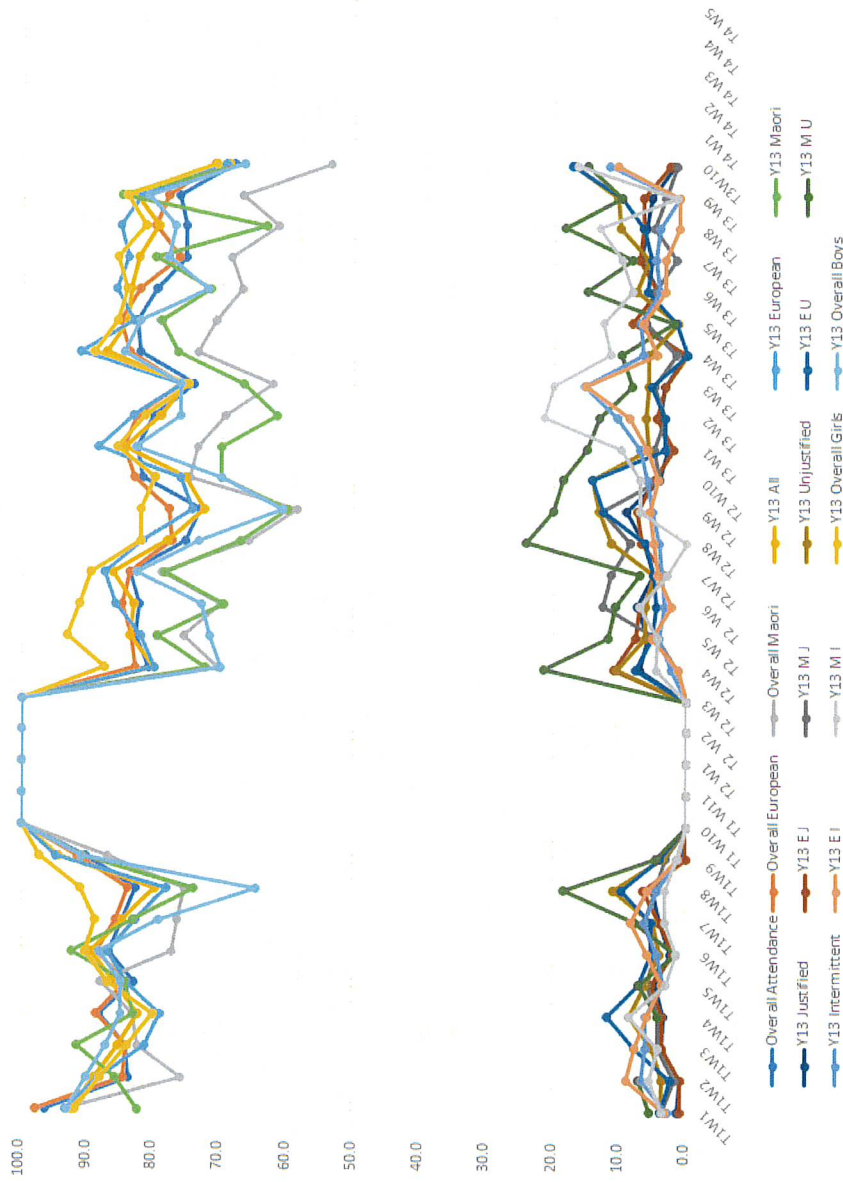 100.0
90.0
80.0
70.0
60.0
50.0
40.0
30.0
20.0
10.0
0.0
T1W1
T1W2
T1W3
T1W4
T1W5
T1W6
T1W7
T1W8
T1W9
T1 W10
T1 W11
T2 W1
T2 W2
T2 W3
T2 W4
T2 W5
T2 W6
T2 W7
T2 W8
T2 W9
T2 W10
T3 W1
T3 W2
T3 W3
T3 W4
T3 W5
T3 W6
T3 W7
T3 W8
T3 W9
T3W10
T4 W1
T4 W2
T4 W3
T4 W4
T4 W5
Overall Attendance Overall European Overall Maori Y13 All Y13 European Y13 Maori
Y13 Justified Y13 E J Y13 M J Y13 Unjustified Y13 E U Y13 M U
Y13 Intermittent Y13 E I Y13 M I Y13 Overall Girls Y13 Overall Boys